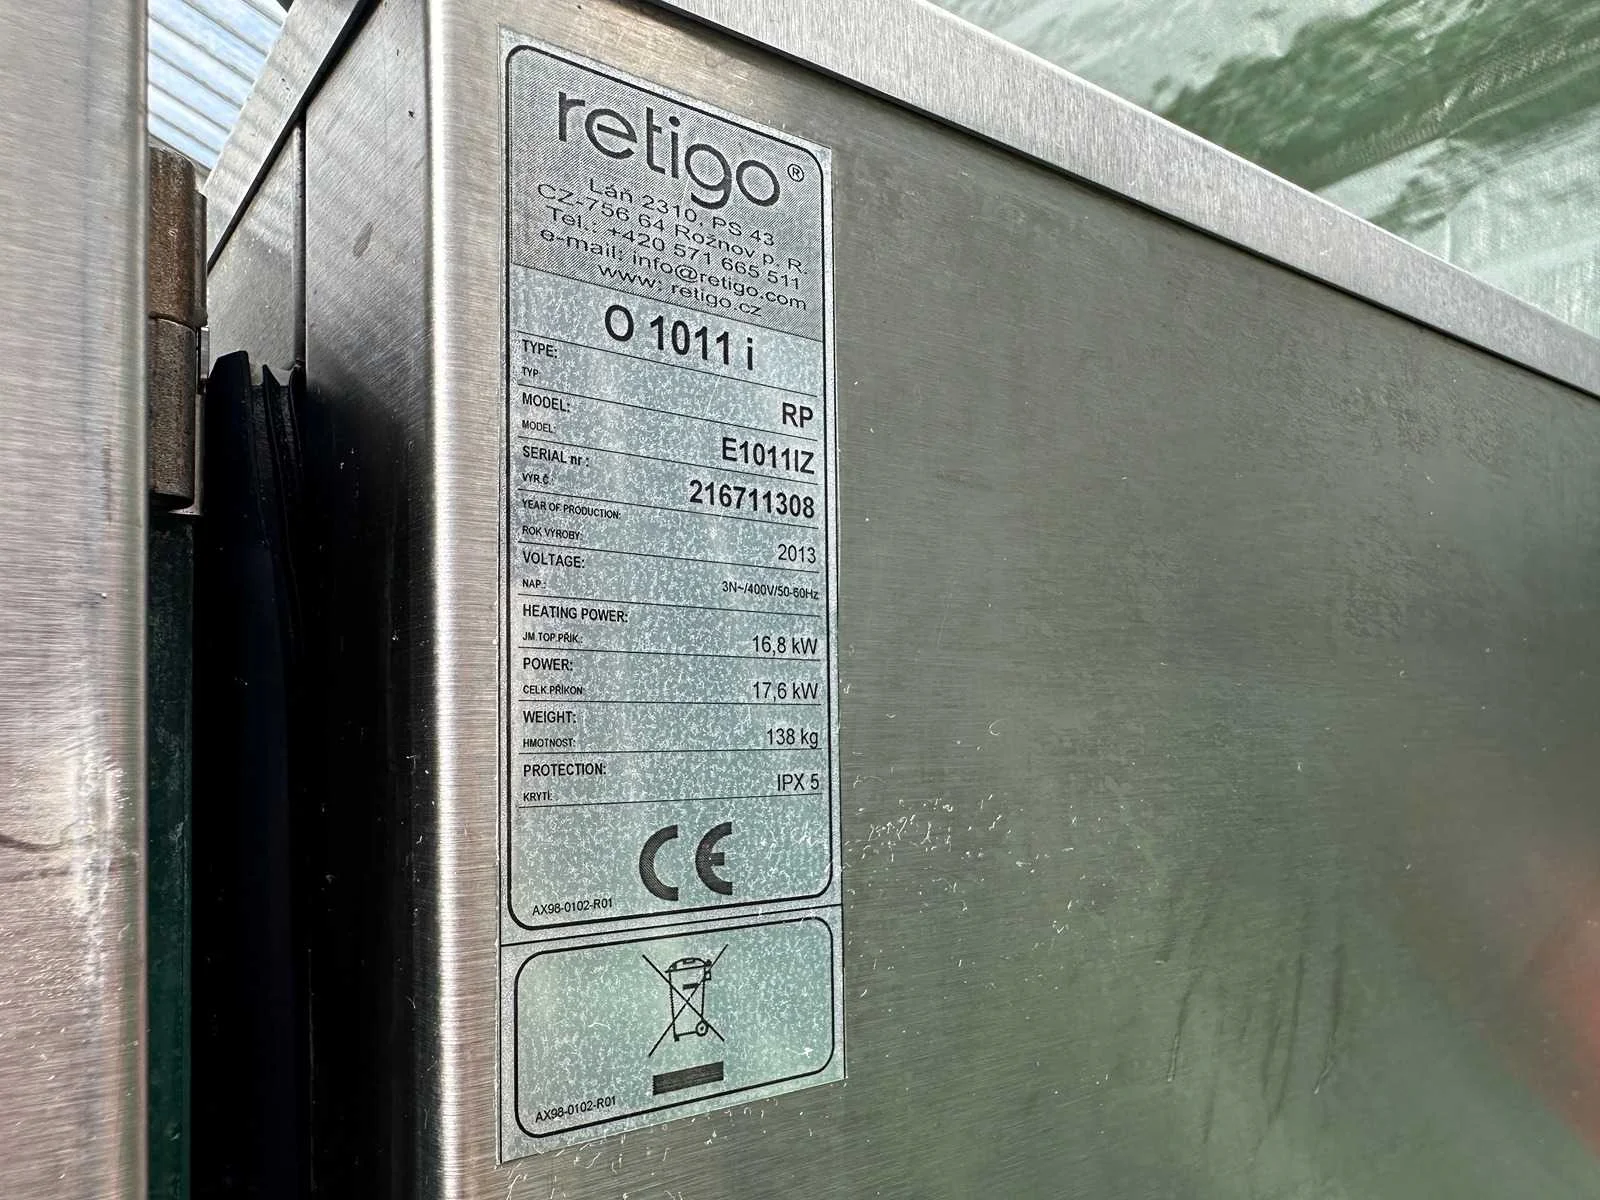 retigo®
Láň 2310, PS 43
CZ-756 64 Rožnov p. R.
Tel.: +420 571 665 511
e-mail: info@retigo.com
www: retigo.cz
O 1011 i
TYPE:
TYP: RP
MODEL:
MODEL: E1011IZ
SERIAL nr :
VÝR.Č.: 216711308
YEAR OF PRODUCTION:
ROK VÝROBY: 2013
VOLTAGE:
NAP.: 3N~/400V/50-60Hz
HEATING POWER:
JM.TOP.PŘÍK.: 16,8 kW
POWER:
CELK.PŘÍKON: 17,6 kW
WEIGHT:
HMOTNOST: 138 kg
PROTECTION:
KRYTÍ: IPX 5
CE
AX98-0102-R01
AX98-0102-R01